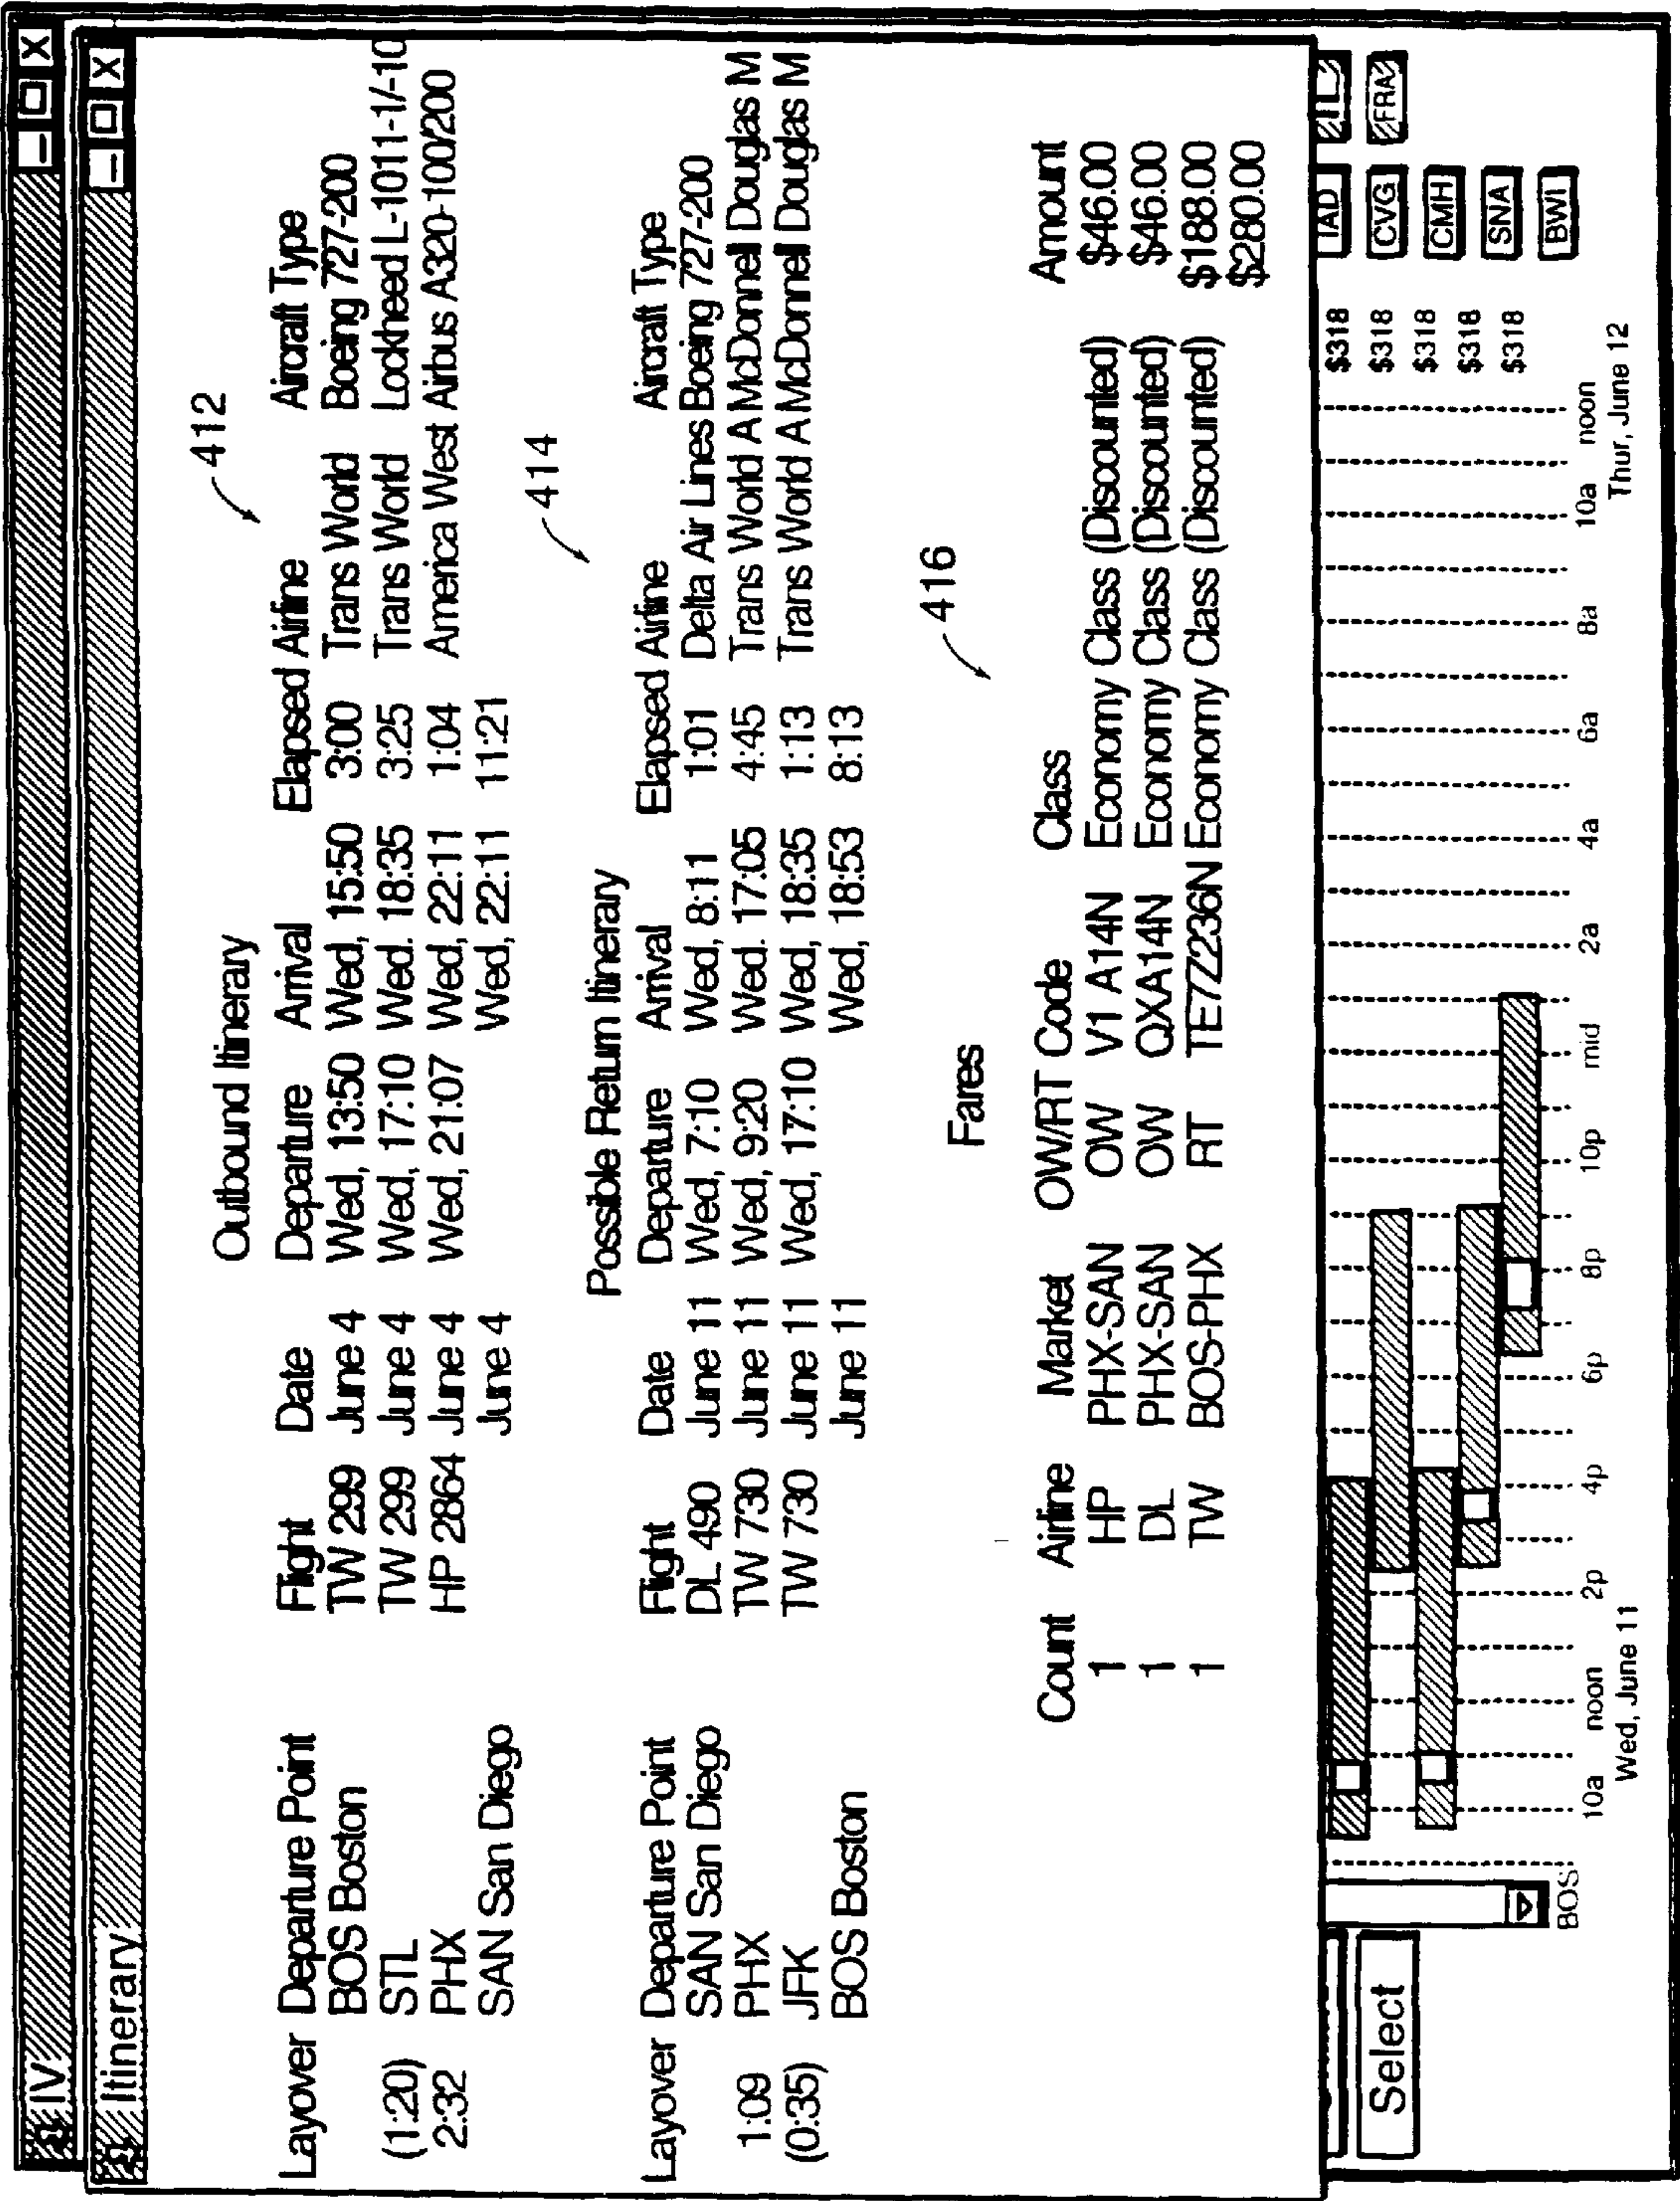 IV
Itinerary
412
Outbound Itinerary
Layover Departure Point Flight Date Departure Arrival Elapsed Airline Aircraft Type
BOS Boston TW 299 June 4 Wed, 13:50 Wed, 15:50 3:00 Trans World Boeing 727-200
(1:20) STL TW 299 June 4 Wed, 17:10 Wed. 18:35 3:25 Trans World Lockheed L-1011-1/-10
2:32 PHX HP 2864 June 4 Wed, 21:07 Wed, 22:11 1:04 America West Airbus A320-100/200
SAN San Diego June 4 Wed, 22:11 11:21
414
Possible Return Itinerary
Layover Departure Point Flight Date Departure Arrival Elapsed Airline Aircraft Type
SAN San Diego DL 490 June 11 Wed, 7:10 Wed, 8:11 1:01 Delta Air Lines Boeing 727-200
1:09 PHX TW 730 June 11 Wed, 9:20 Wed. 17:05 4:45 Trans World A McDonnell Douglas M
(0:35) JFK TW 730 June 11 Wed, 17:10 Wed, 18:35 1:13 Trans World A McDonnell Douglas M
BOS Boston June 11 Wed, 18:53 8:13
416
Fares
Count Airline Market OW/RT Code Class Amount
1 HP PHX-SAN OW V1 A14N Economy Class (Discounted) $46.00
1 DL PHX-SAN OW QXA14N Economy Class (Discounted) $46.00
1 TW BOS-PHX RT TE7Z236N Economy Class (Discounted) $188.00
$280.00
$318 IAD
Select $318 CVG FRA
$318 CMH
$318 SNA
$318 BWI
BOS 10a noon 2p 4p 6p 8p 10p mid 2a 4a 6a 8a 10a noon
Wed, June 11 Thur, June 12